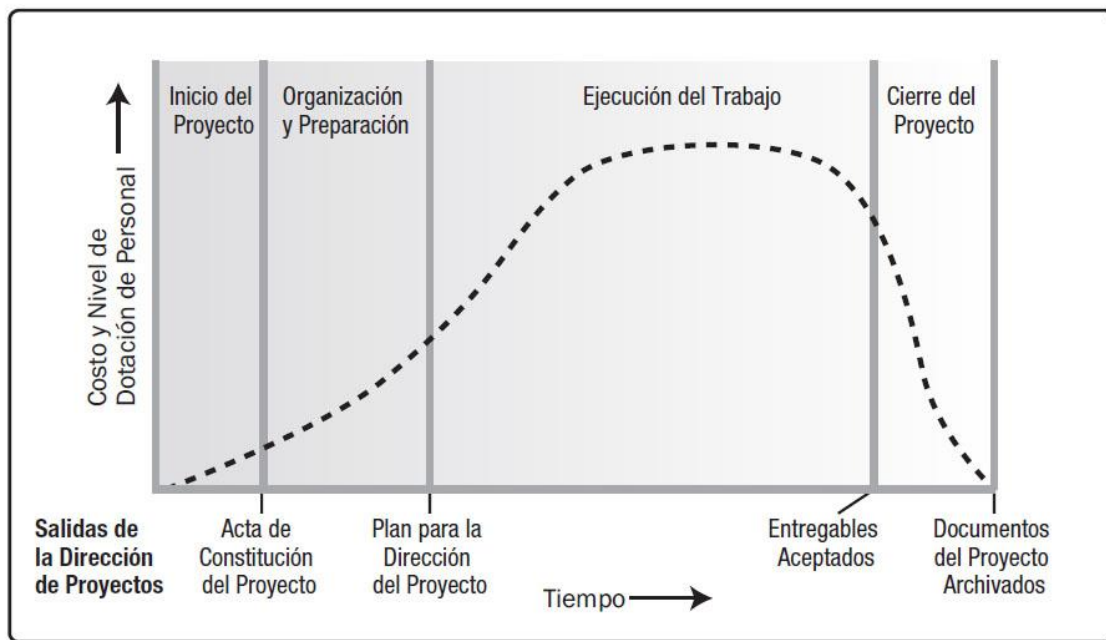 Inicio del
Proyecto
Organización
y Preparación
Ejecución del Trabajo
Cierre del
Proyecto
Costo y Nivel de
Dotación de Personal
Salidas de
la Dirección
de Proyectos
Acta de
Constitución
del Proyecto
Plan para la
Dirección
del Proyecto
Entregables
Aceptados
Documentos
del Proyecto
Archivados
Tiempo